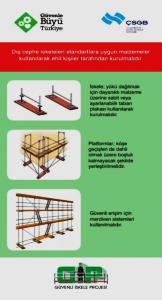 Güvenle
Büyü
Türkiye
ÇSGB
Dış cephe iskeleleri standartlara uygun malzemeler
kullanılarak ehil kişiler tarafından kurulmalıdır.
İskele; yükü dağıtmak
için dayanıklı malzeme
üzerine sabit veya
ayarlanabilir taban
plakası kullanılarak
kurulmalıdır.
Platformlar; köşe
geçişleri de dahil
olmak üzere boşluk
kalmayacak şekilde
yerleştirilmelidir.
Güvenli erişim için
merdiven sistemleri
kullanılmalıdır.
GÜVENLİ İSKELE PROJESİ